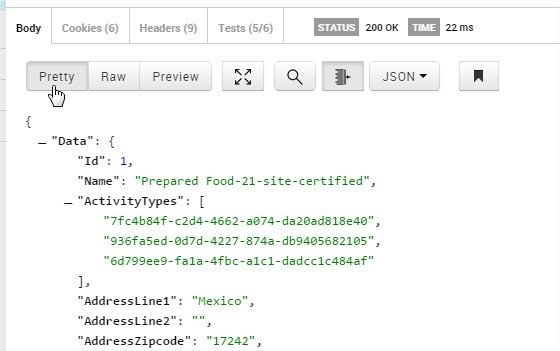 Body Cookies (6) Headers (9) Tests (5/6) STATUS 200 OK TIME 22 ms
Pretty Raw Preview JSON
{
"Data": {
"Id": 1,
"Name": "Prepared Food-21-site-certified",
"ActivityTypes": [
"7fc4b84f-c2d4-4662-a074-da20ad818e40",
"936fa5ed-0d7d-4227-874a-db9405682105",
"6d799ee9-fa1a-4fbc-a1c1-dadcc1c484af"
],
"AddressLine1": "Mexico",
"AddressLine2": "",
"AddressZipcode": "17242",